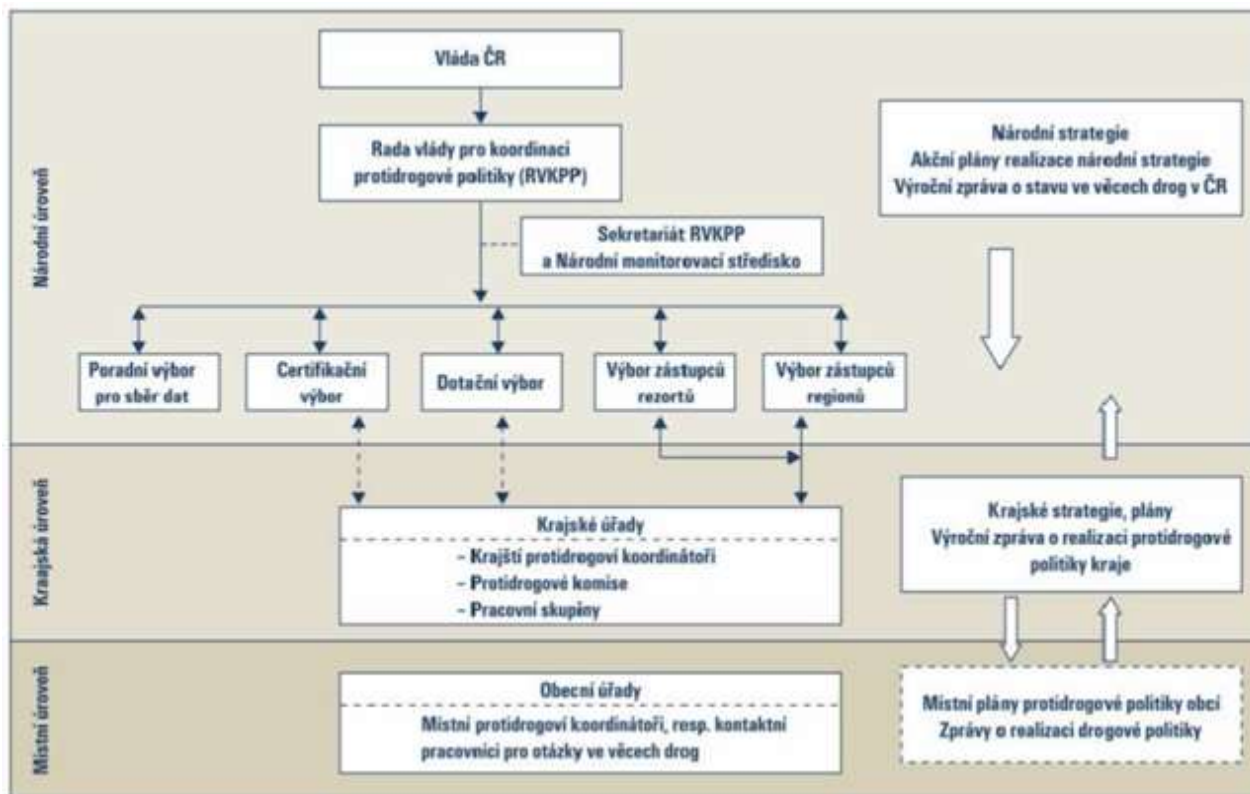 Národní úroveň
Vláda ČR
Rada vlády pro koordinaci
protidrogové politiky (RVKPP)
Sekretariát RVKPP
a Národní monitorovací středisko
Poradní výbor
pro sběr dat
Certifikační
výbor
Dotační výbor
Výbor zástupců
rezortů
Výbor zástupců
regionů
Národní strategie
Akční plány realizace národní strategie
Výroční zpráva o stavu ve věcech drog v ČR
Kraajská úroveň
Krajské úřady
– Krajští protidrogoví koordinátoři
– Protidrogové komise
– Pracovní skupěny
Krajské strategie, plány
Výroční zpráva o realizaci protidrogové
politiky kraje
Místní úroveň
Obecní úřady
Místní protidrogoví koordinátoři, resp. kontaktní
pracovníci pro otázky ve věcech drog
Místní plány protidrogové politiky obcí
Zprávy o realizaci drogové politiky